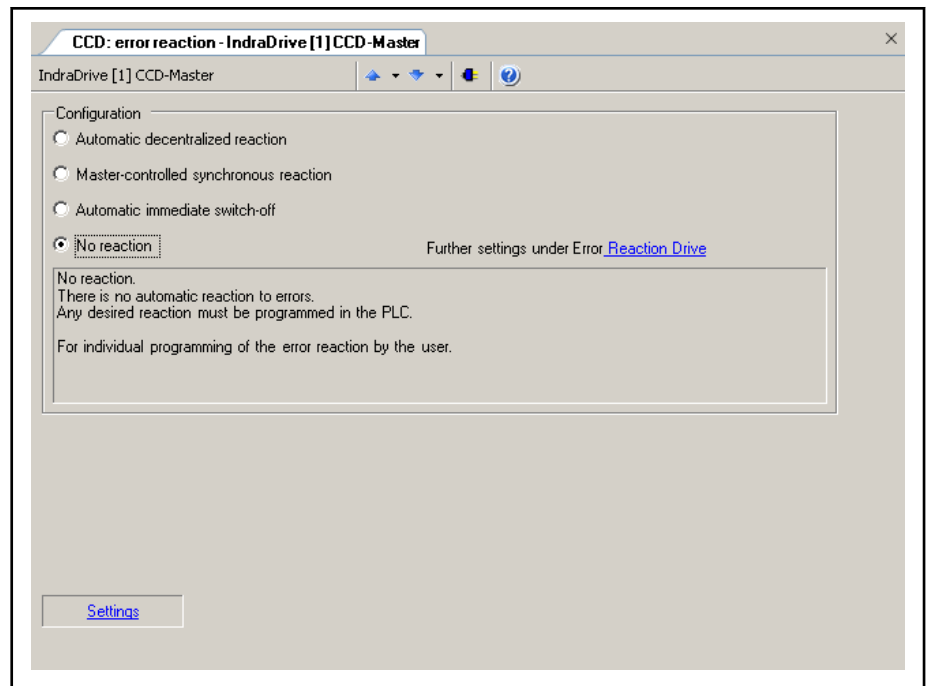 CCD: error reaction - IndraDrive [1] CCD-Master
IndraDrive [1] CCD-Master
Configuration
Automatic decentralized reaction
Master-controlled synchronous reaction
Automatic immediate switch-off
No reaction
Further settings under Error Reaction Drive
No reaction.
There is no automatic reaction to errors.
Any desired reaction must be programmed in the PLC.
For individual programming of the error reaction by the user.
Settings